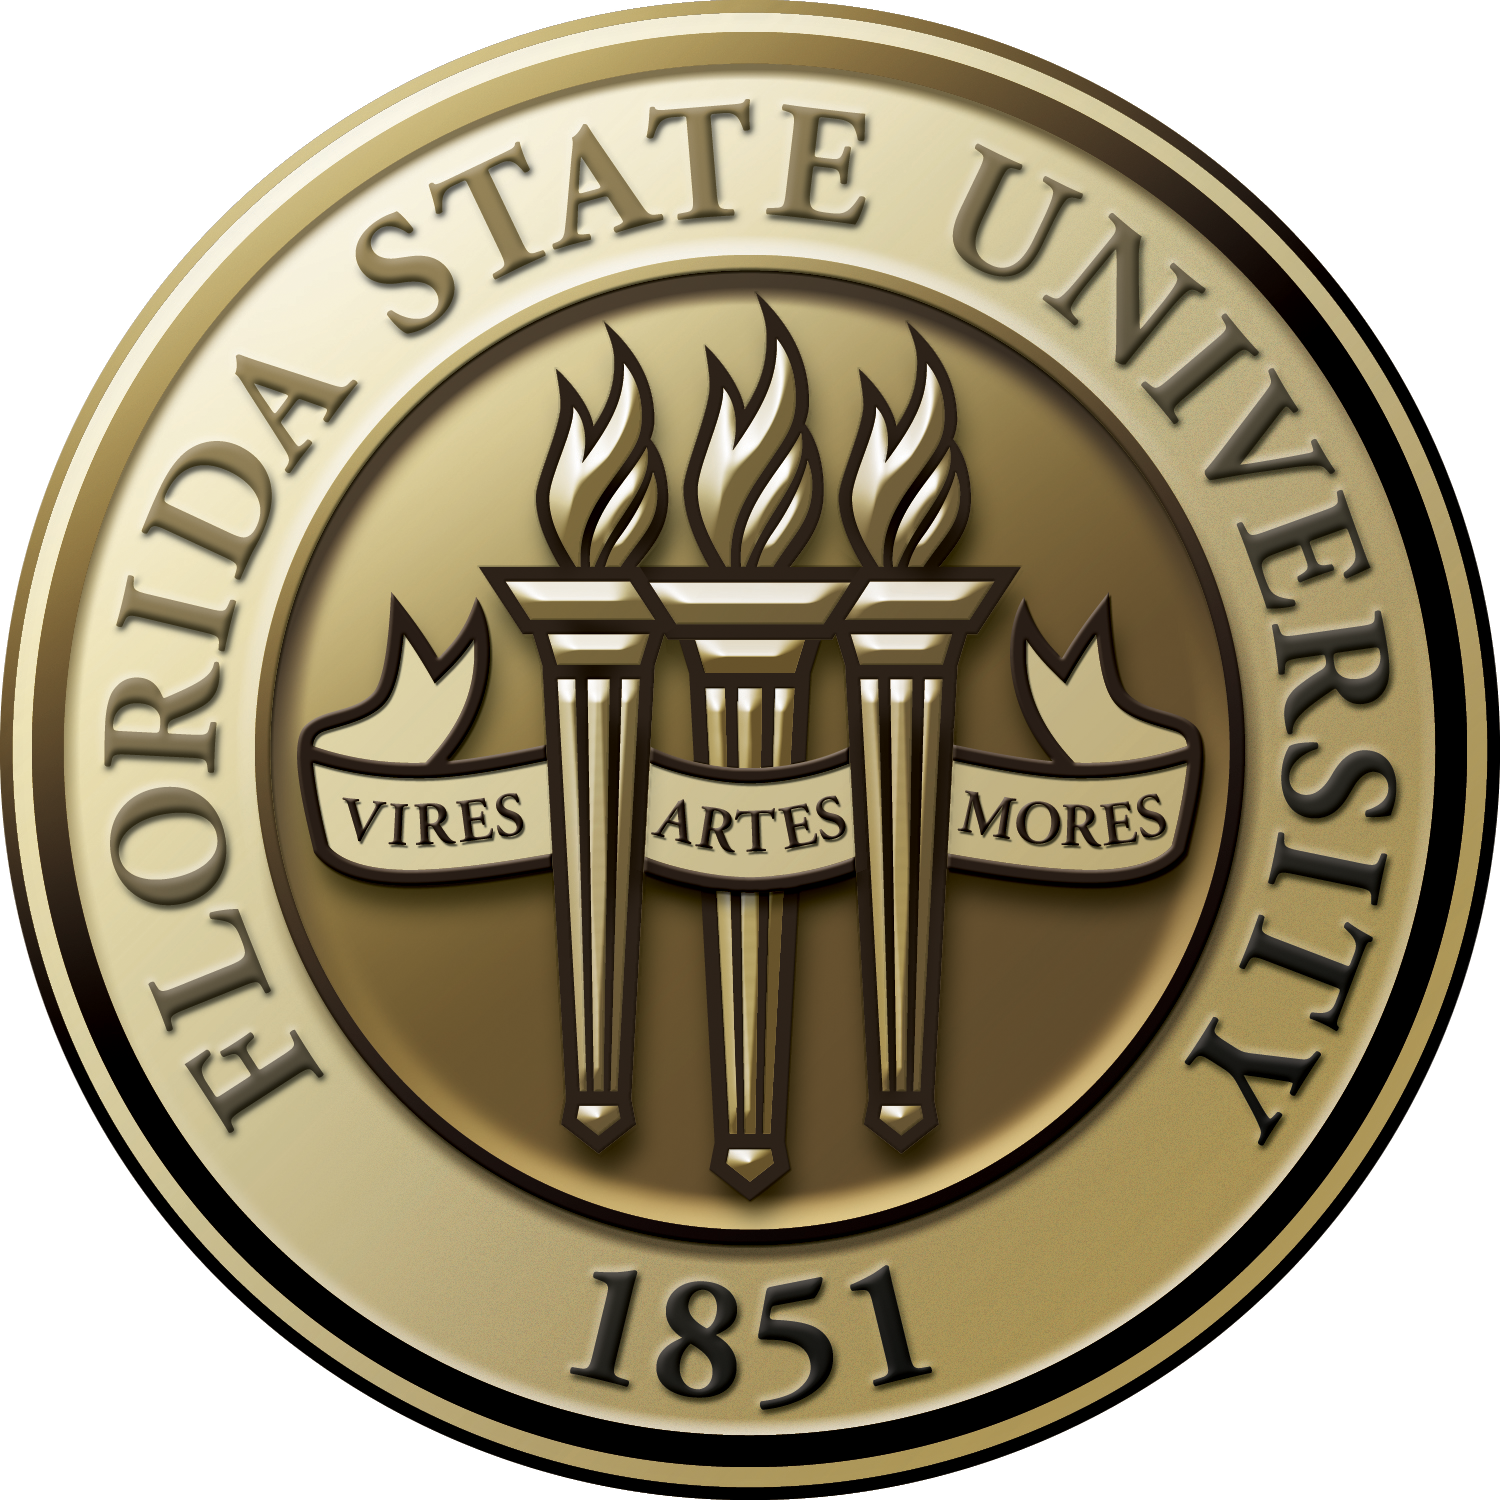 FLORIDA STATE UNIVERSITY
VIRES ARTES MORES
1851